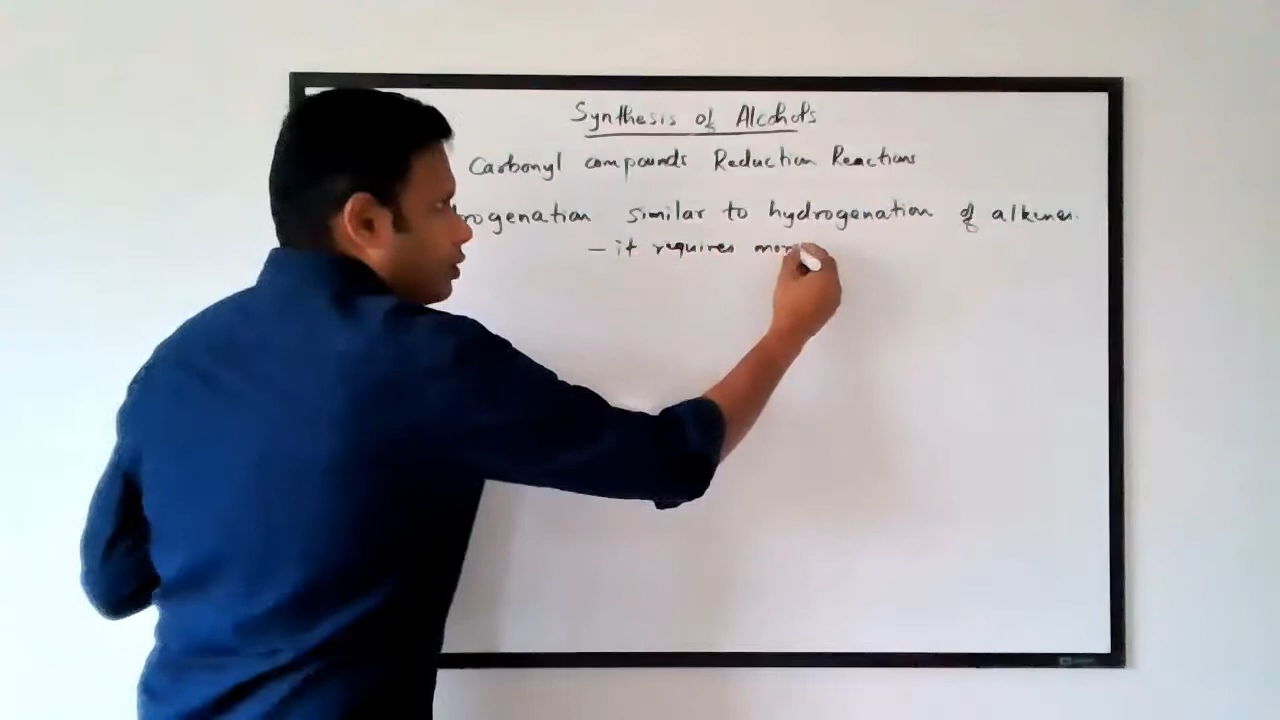 Synthesis of Alcohols
Carbonyl compounds Reduction Reactions
rogenation similar to hydrogenation of alkenes.
– it requires mor